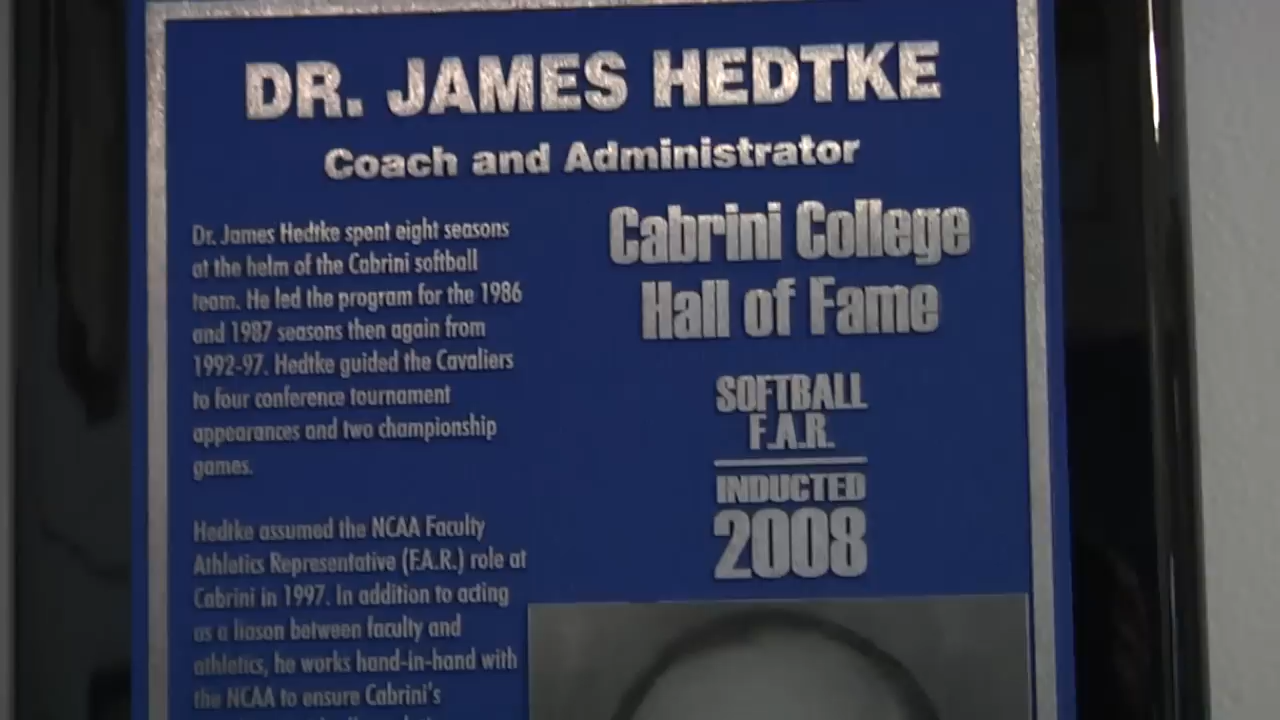 DR. JAMES HEDTKE
Coach and Administrator
Dr. James Hedtke spent eight seasons
at the helm of the Cabrini softball
team. He led the program for the 1986
and 1987 seasons then again from
1992-97. Hedtke guided the Cavaliers
to four conference tournament
appearances and two championship
games.
Hedtke assumed the NCAA Faculty
Athletics Representative (F.A.R.) role at
Cabrini in 1997. In addition to acting
as a liason between faculty and
athletics, he works hand-in-hand with
the NCAA to ensure Cabrini's
Cabrini College
Hall of Fame
SOFTBALL
F.A.R.
INDUCTED
2008